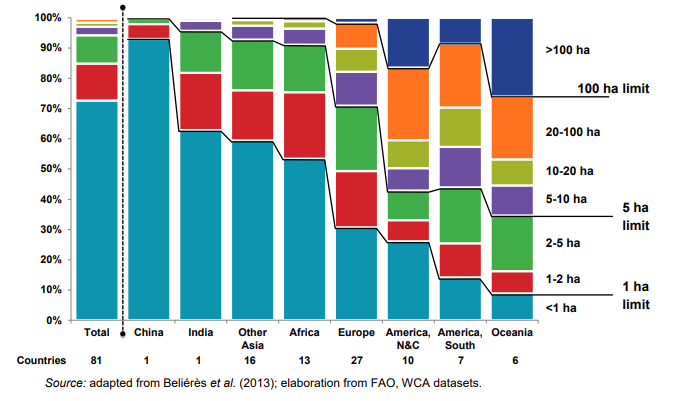 100%
90%
80%
70%
60%
50%
40%
30%
20%
10%
0%
>100 ha
100 ha limit
20-100 ha
10-20 ha
5-10 ha
5 ha
limit
2-5 ha
1-2 ha
1 ha
limit
<1 ha
Total China India Other Asia Africa Europe America, N&C America, South Oceania
Countries 81 1 1 16 13 27 10 7 6
Source: adapted from Beliérès et al. (2013); elaboration from FAO, WCA datasets.